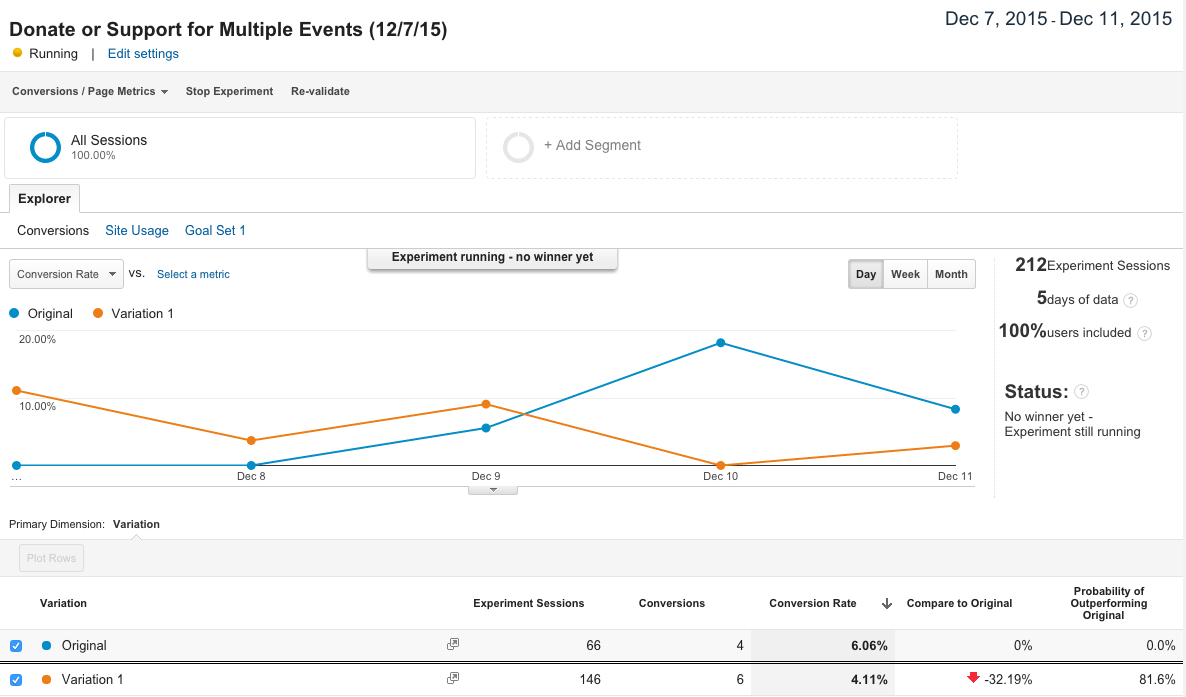 Donate or Support for Multiple Events (12/7/15)
Dec 7, 2015 - Dec 11, 2015
Running | Edit settings
Conversions / Page Metrics Stop Experiment Re-validate
All Sessions
100.00%
+ Add Segment
Explorer
Conversions Site Usage Goal Set 1
Experiment running - no winner yet
Conversion Rate vs. Select a metric
Day Week Month
212 Experiment Sessions
5 days of data ?
100% users included ?
Status: ?
No winner yet -
Experiment still running
Original Variation 1
20.00%
10.00%
... Dec 8 Dec 9 Dec 10 Dec 11
Primary Dimension: Variation
Plot Rows
Variation Experiment Sessions Conversions Conversion Rate Compare to Original Probability of
Outperforming
Original
Original 66 4 6.06% 0% 0.0%
Variation 1 146 6 4.11% -32.19% 81.6%